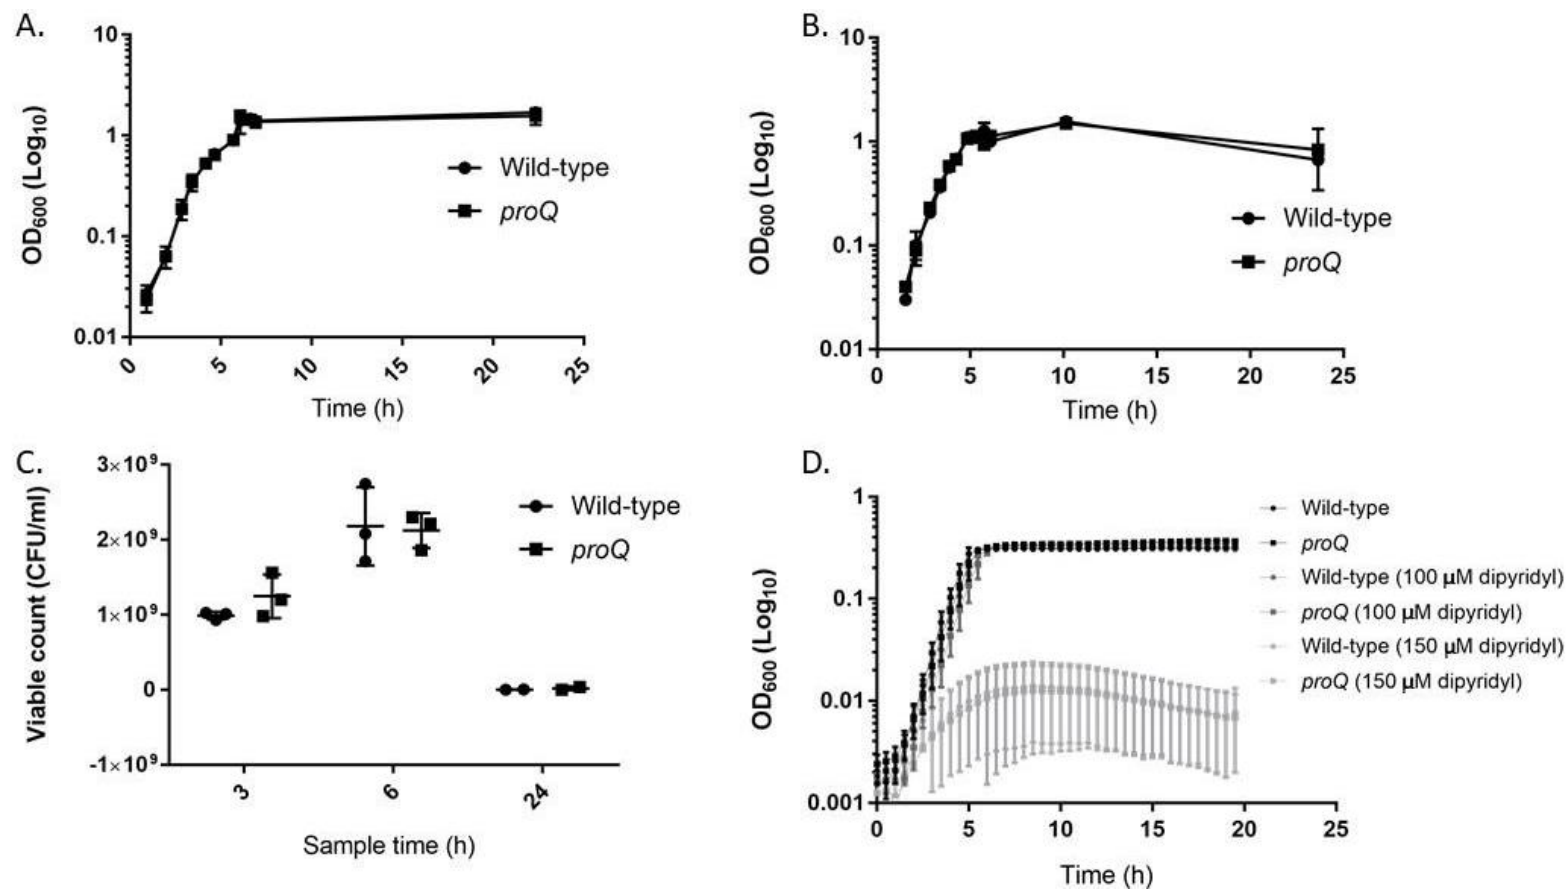 A.
10
1
0.1
0.01
OD600 (Log10)
0
5
10
15
20
25
Time (h)
Wild-type
proQ
B.
10
1
0.1
0.01
OD600 (Log10)
0
5
10
15
20
25
Time (h)
Wild-type
proQ
C.
3×10⁹
2×10⁹
1×10⁹
0
-1×10⁹
Viable count (CFU/ml)
3
6
24
Sample time (h)
Wild-type
proQ
D.
1
0.1
0.01
0.001
OD600 (Log10)
0
5
10
15
20
25
Time (h)
Wild-type
proQ
Wild-type (100 µM dipyridyl)
proQ (100 µM dipyridyl)
Wild-type (150 µM dipyridyl)
proQ (150 µM dipyridyl)